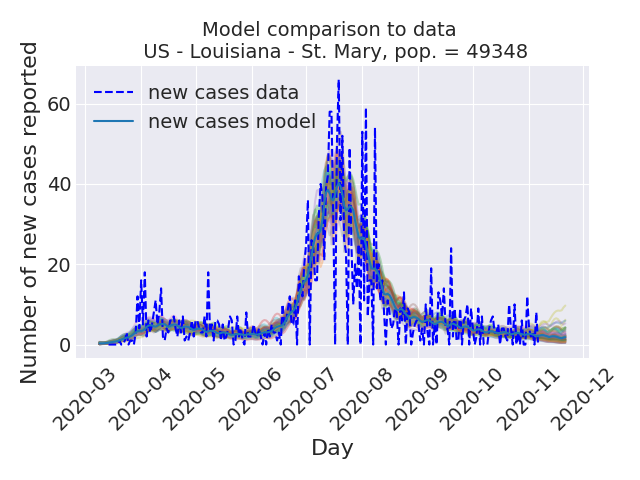 Model comparison to data
US - Louisiana - St. Mary, pop. = 49348
Number of new cases reported
60
40
20
0
new cases data
new cases model
2020-03
2020-04
2020-05
2020-06
2020-07
2020-08
2020-09
2020-10
2020-11
2020-12
Day